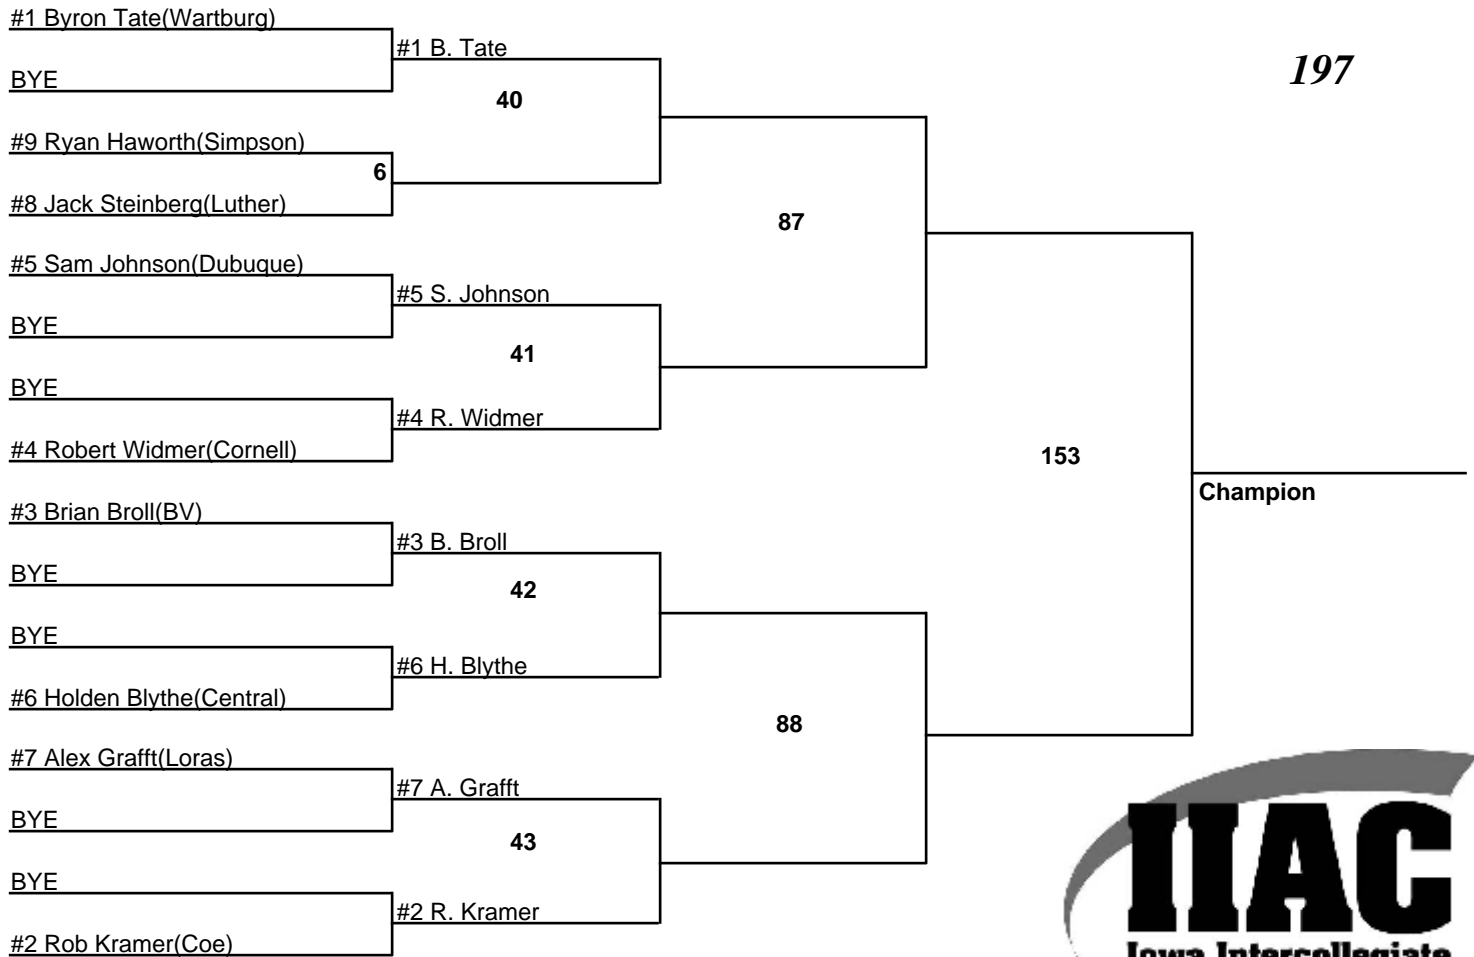 #1 Byron Tate(Wartburg)
#1 B. Tate
197
BYE
40
#9 Ryan Haworth(Simpson)
6
#8 Jack Steinberg(Luther)
87
#5 Sam Johnson(Dubuque)
#5 S. Johnson
BYE
41
BYE
#4 R. Widmer
#4 Robert Widmer(Cornell)
153
Champion
#3 Brian Broll(BV)
#3 B. Broll
BYE
42
BYE
#6 H. Blythe
#6 Holden Blythe(Central)
88
#7 Alex Grafft(Loras)
#7 A. Grafft
BYE
43
BYE
#2 R. Kramer
#2 Rob Kramer(Coe)
IIAC
Iowa Intercollegiate